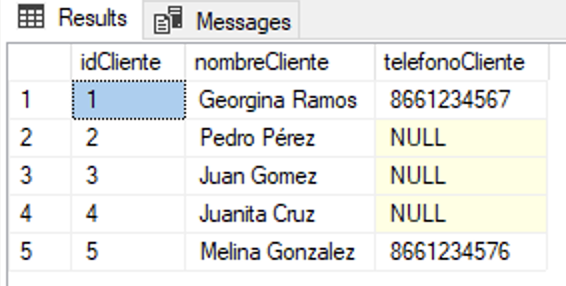 Results Messages
idCliente nombreCliente telefonoCliente
1 1 Georgina Ramos 8661234567
2 2 Pedro Pérez NULL
3 3 Juan Gomez NULL
4 4 Juanita Cruz NULL
5 5 Melina Gonzalez 8661234576